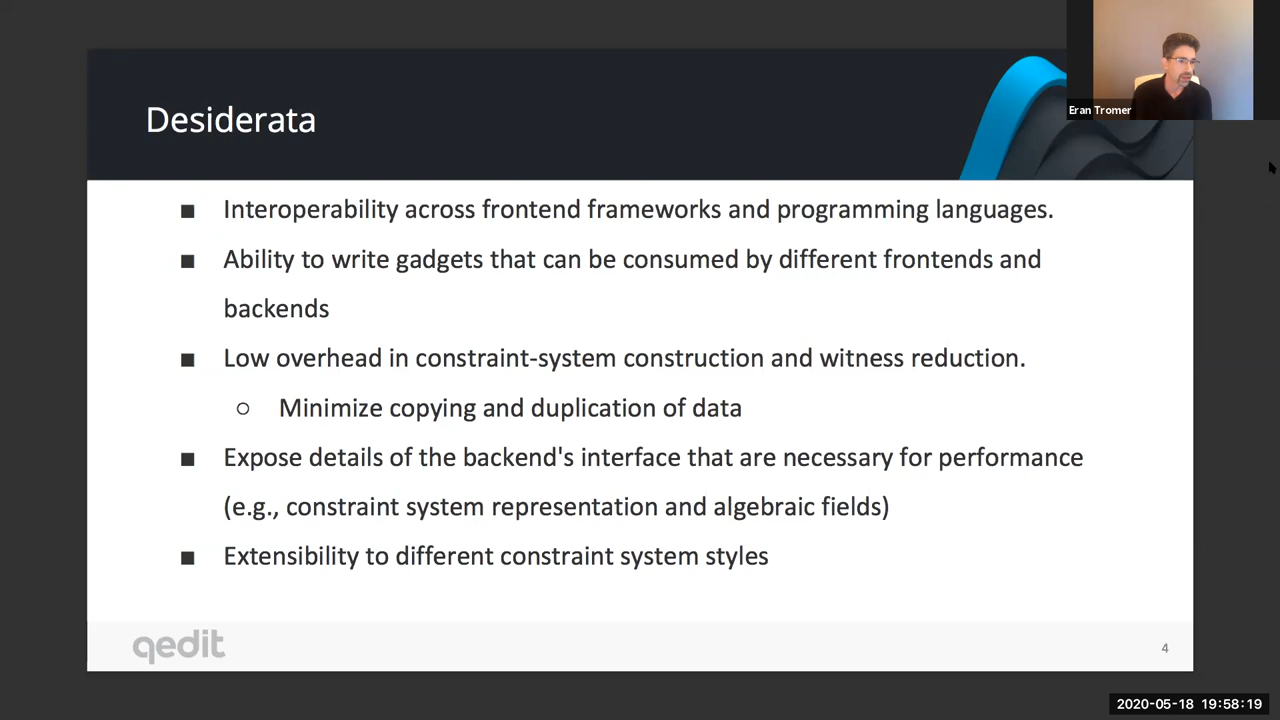 Eran Tromer
Desiderata
■ Interoperability across frontend frameworks and programming languages.
■ Ability to write gadgets that can be consumed by different frontends and
backends
■ Low overhead in constraint-system construction and witness reduction.
○ Minimize copying and duplication of data
■ Expose details of the backend's interface that are necessary for performance
(e.g., constraint system representation and algebraic fields)
■ Extensibility to different constraint system styles
qedit
4
2020-05-18 19:58:19